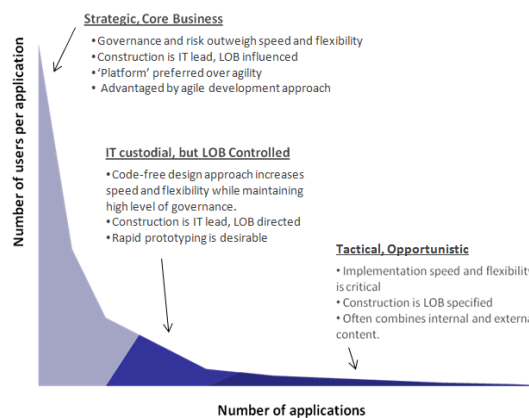 Strategic, Core Business
• Governance and risk outweigh speed and flexibility
• Construction is IT lead, LOB influenced
• ‘Platform’ preferred over agility
• Advantaged by agile development approach
Number of users per application
IT custodial, but LOB Controlled
• Code-free design approach increases
speed and flexibility while maintaining
high level of governance.
• Construction is IT lead, LOB directed
• Rapid prototyping is desirable
Tactical, Opportunistic
• Implementation speed and flexibility
is critical
• Construction is LOB specified
• Often combines internal and external
content.
Number of applications